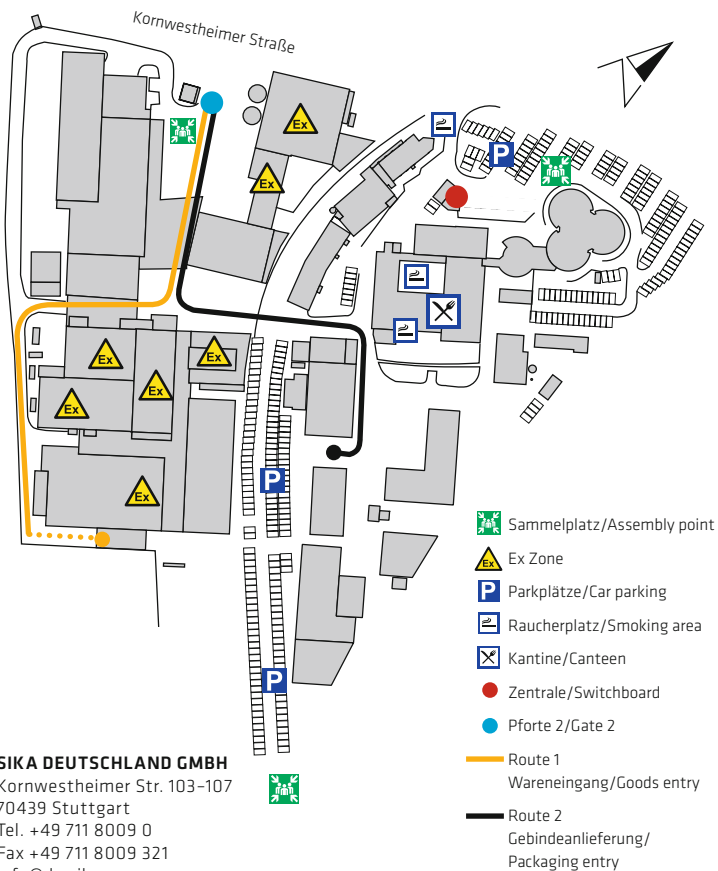 Kornwestheimer Straße
Ex
Ex
P
Ex
Ex
Ex
Ex
Ex
P
P
Sammelplatz/Assembly point
Ex Ex Zone
P Parkplätze/Car parking
Raucherplatz/Smoking area
Kantine/Canteen
Zentrale/Switchboard
Pforte 2/Gate 2
Route 1
Wareneingang/Goods entry
Route 2
Gebindeanlieferung/
Packaging entry
SIKA DEUTSCHLAND GMBH
Kornwestheimer Str. 103–107
70439 Stuttgart
Tel. +49 711 8009 0
Fax +49 711 8009 321